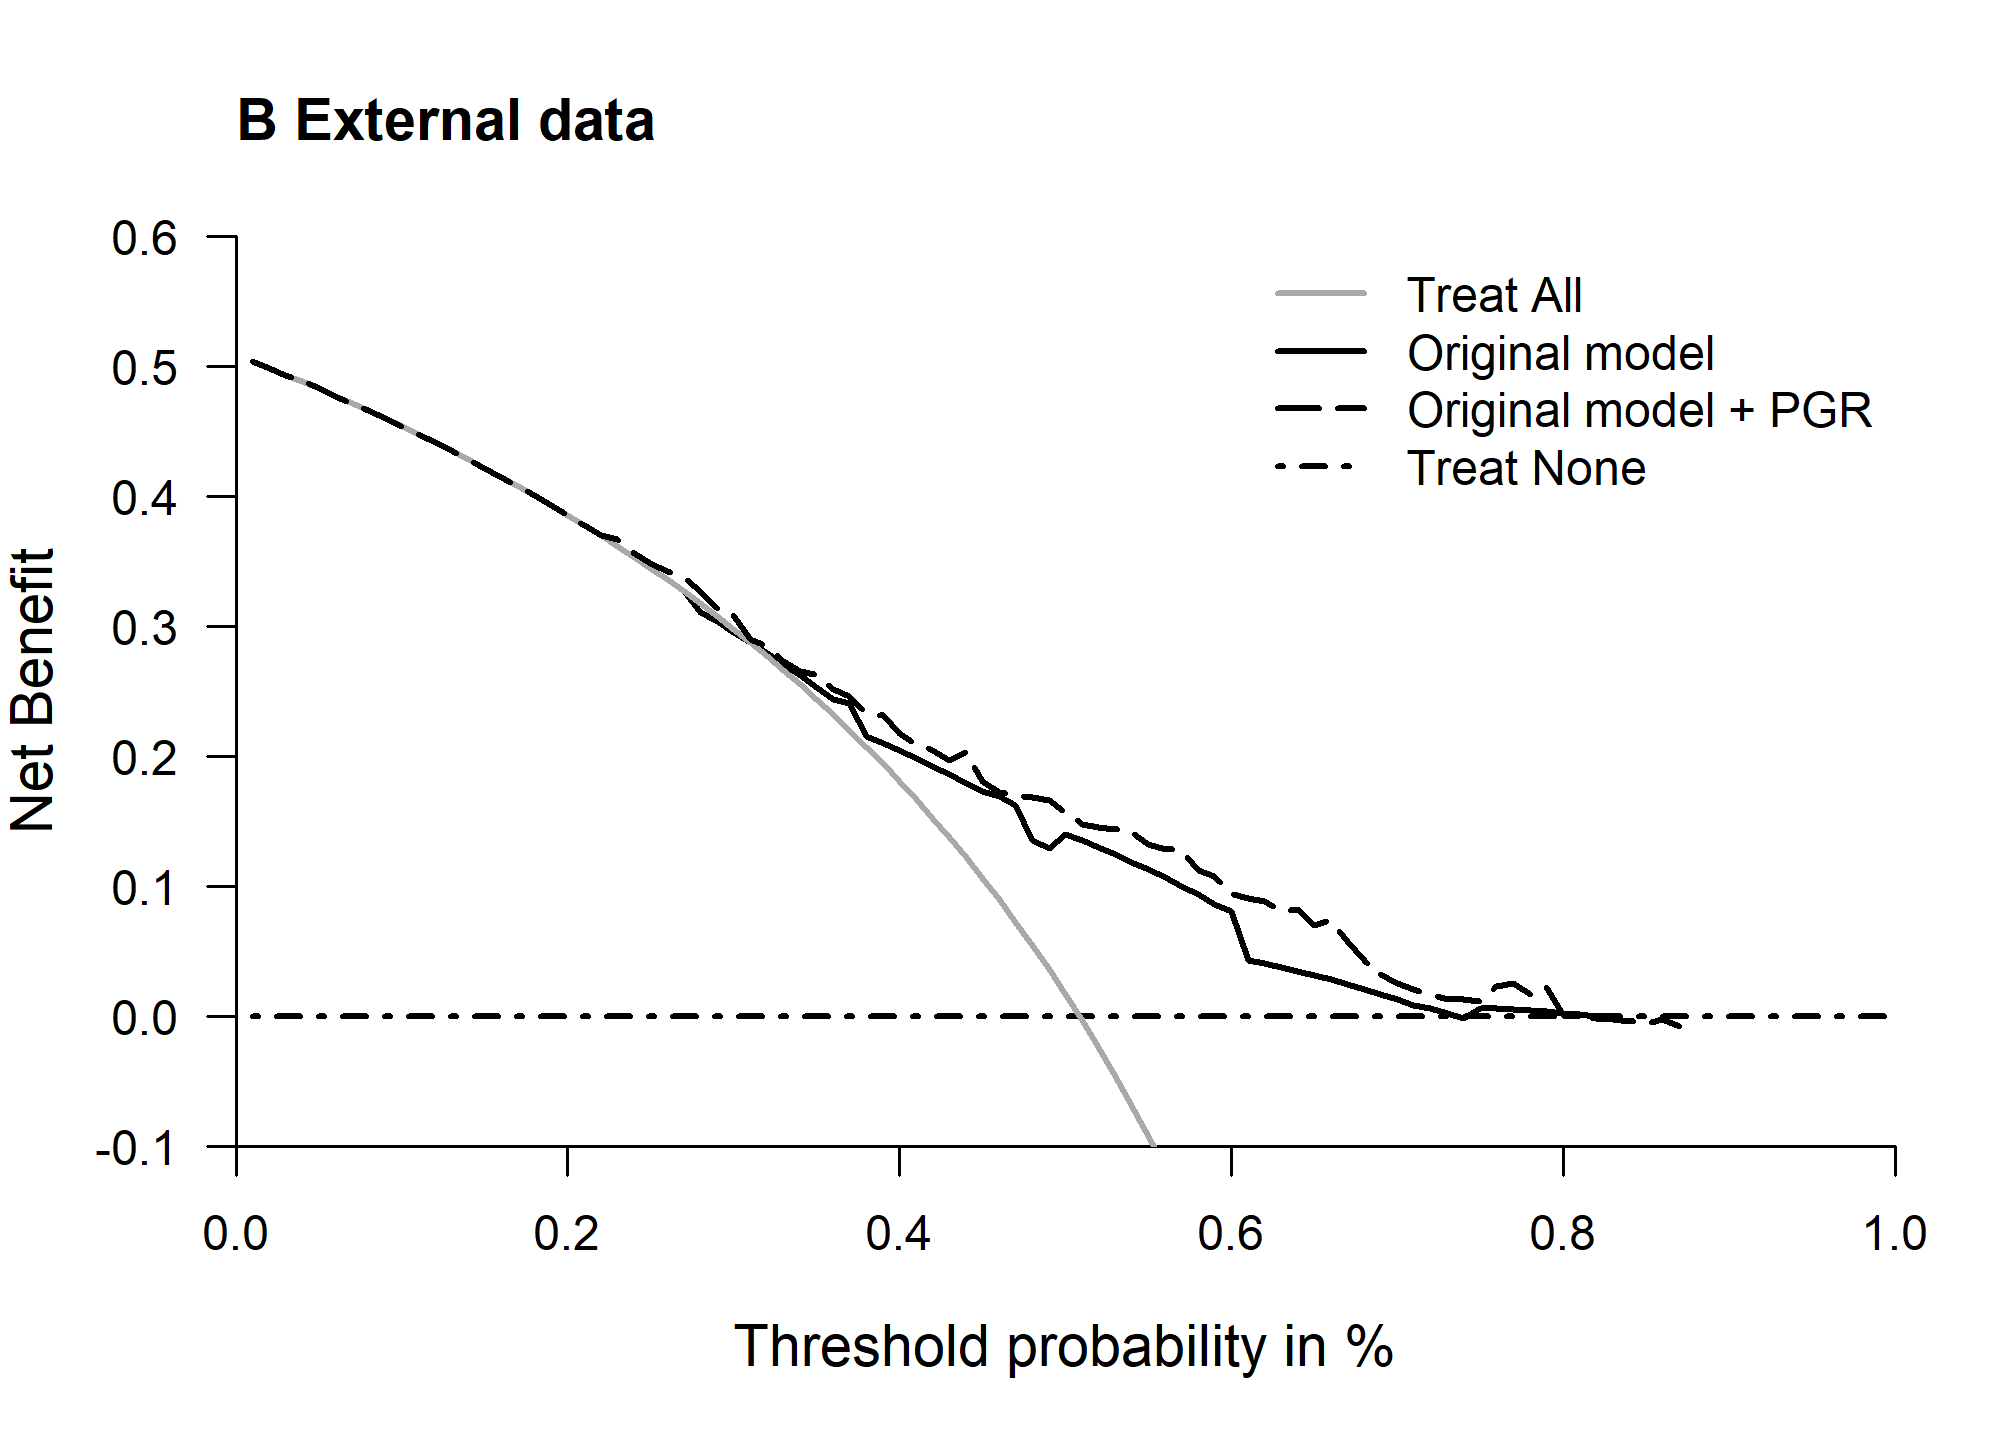 B External data
0.6
0.5
0.4
0.3
0.2
0.1
0.0
-0.1
Net Benefit
Treat All
Original model
Original model + PGR
Treat None
0.0 0.2 0.4 0.6 0.8 1.0
Threshold probability in %